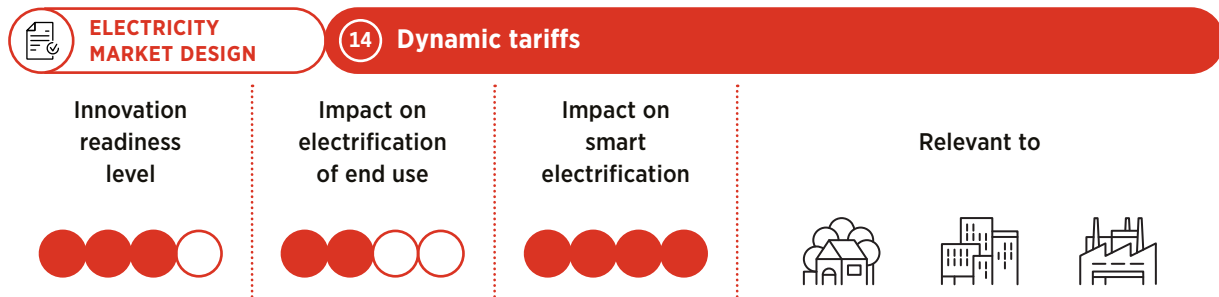 ELECTRICITY
MARKET DESIGN
14 Dynamic tariffs
Innovation
readiness
level
Impact on
electrification
of end use
Impact on
smart
electrification
Relevant to